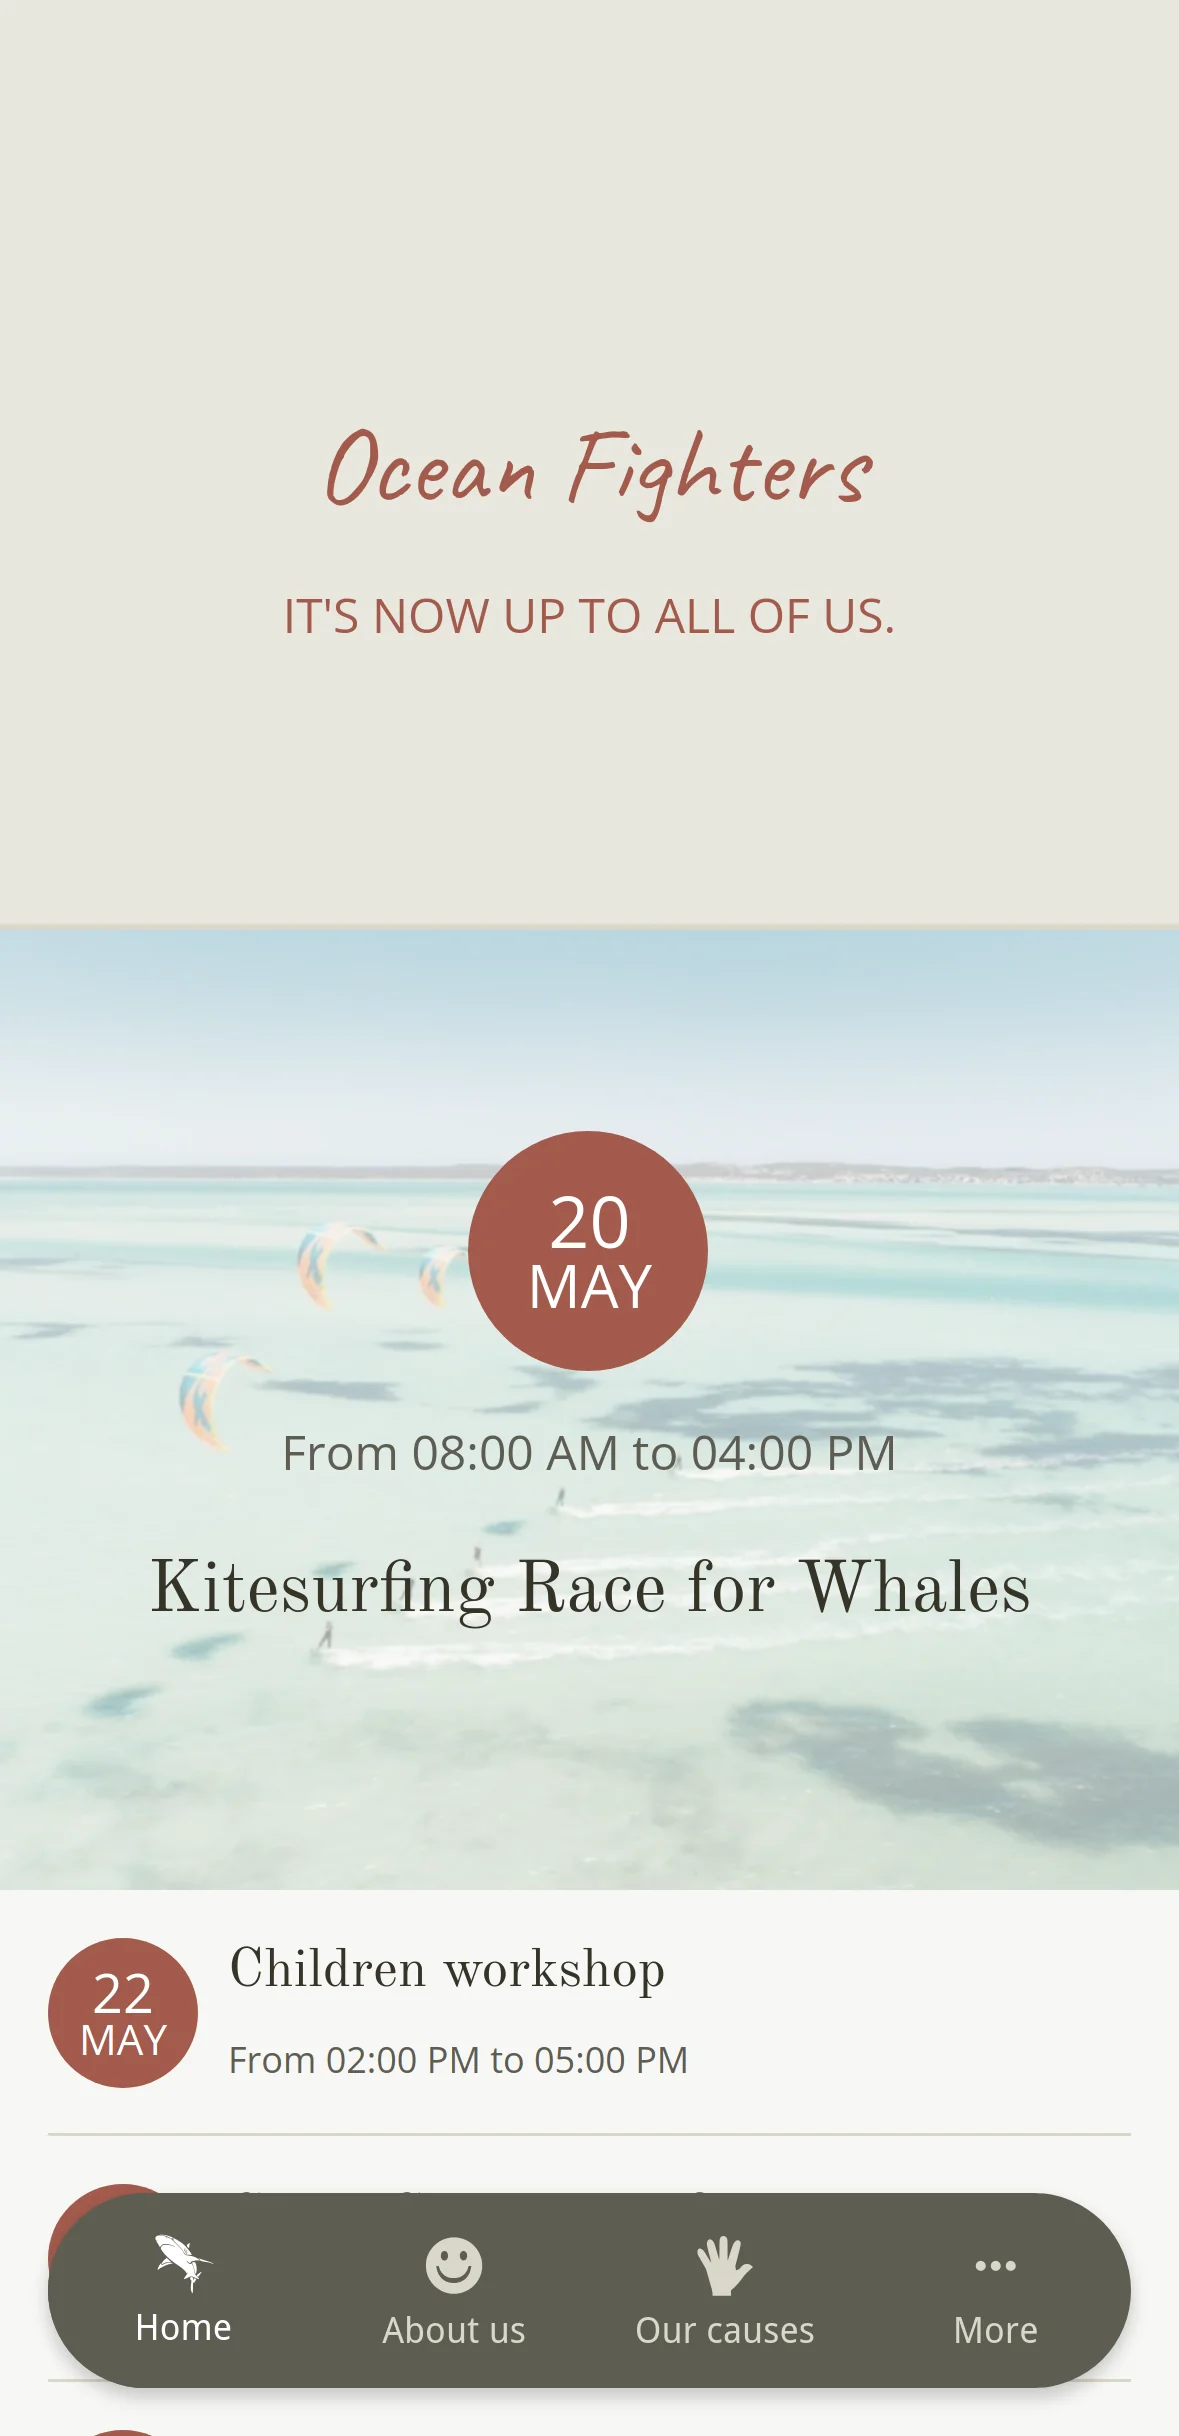 Ocean Fighters
IT'S NOW UP TO ALL OF US.
20
MAY
From 08:00 AM to 04:00 PM
Kitesurfing Race for Whales
22
MAY
Children workshop
From 02:00 PM to 05:00 PM
Home
About us
Our causes
More